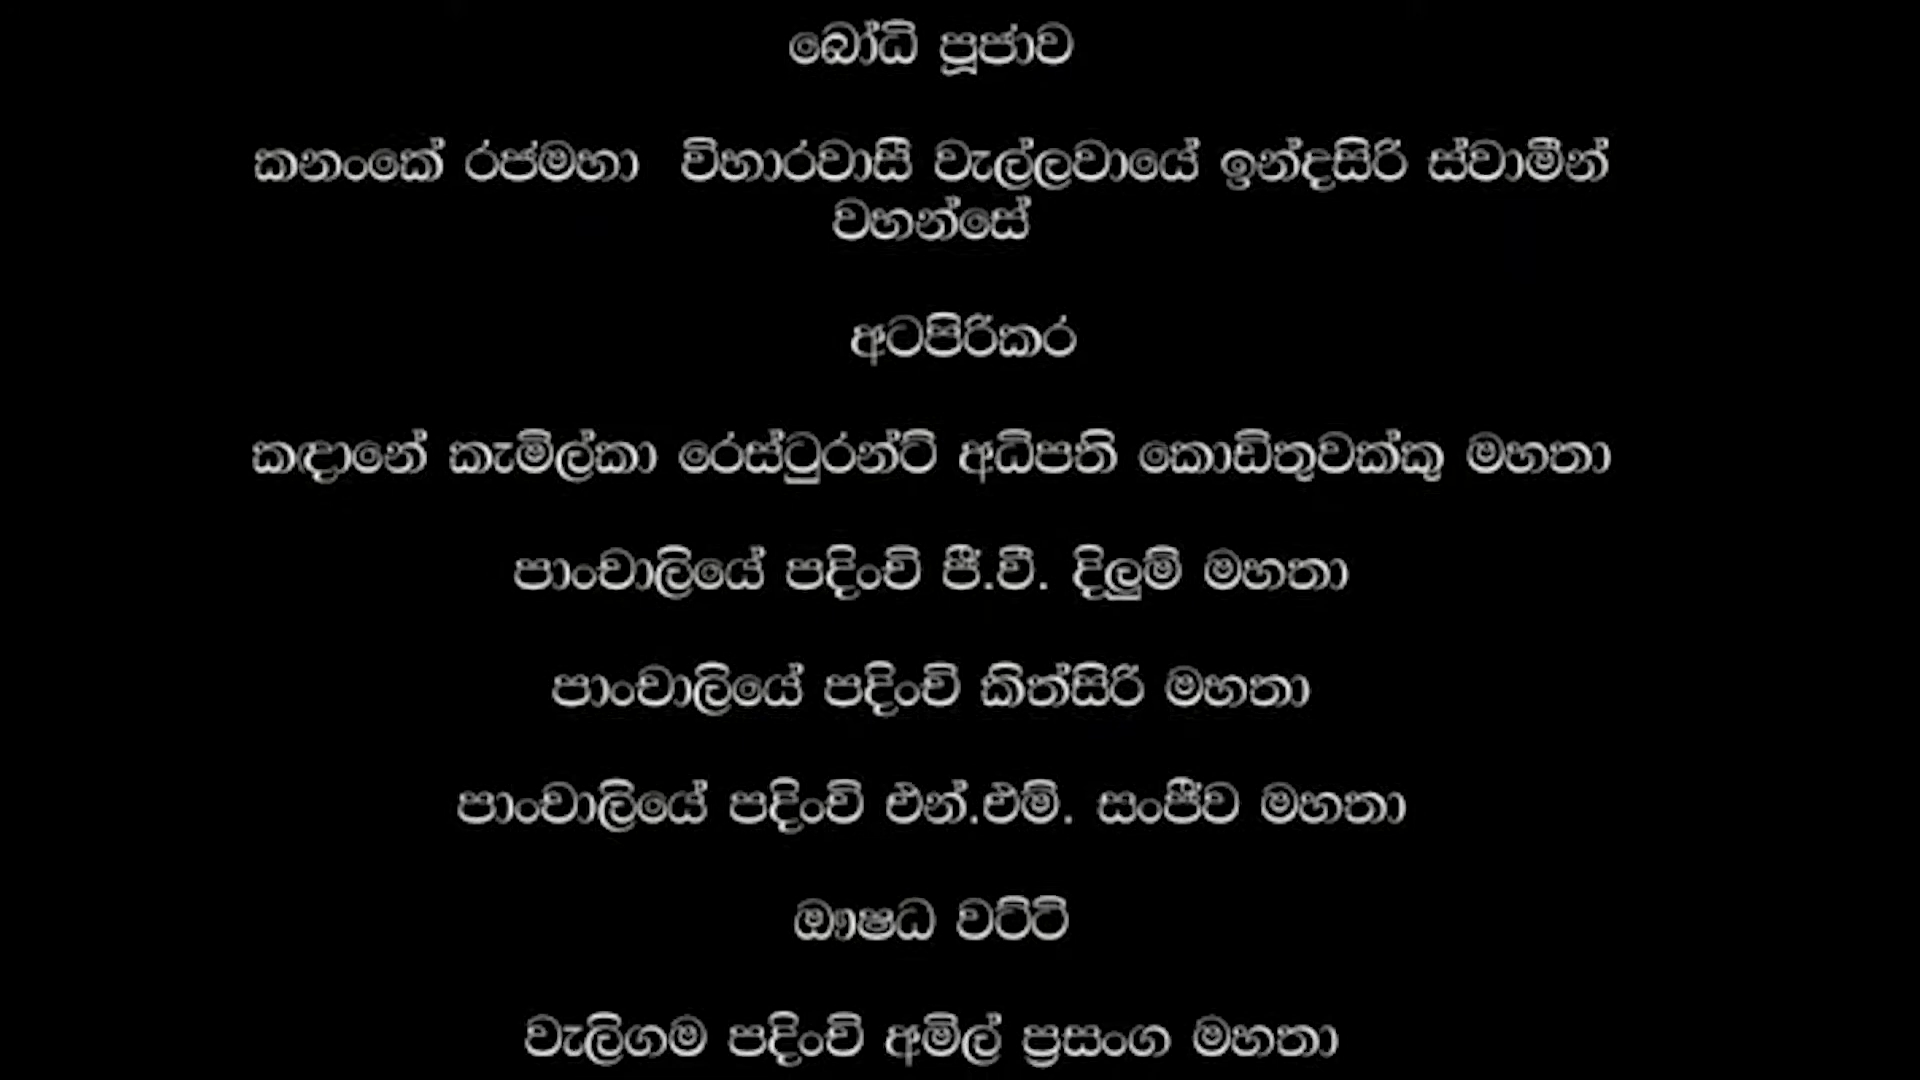 බෝධි පූජාව
කනංකේ රජමහා විහාරවාසී වැල්ලවායේ ඉන්දසිරි ස්වාමීන්
වහන්සේ
අටපිරිකර
කඳානේ කැමිල්කා රෙස්ටුරන්ට් අධිපති කොඩිතුවක්කු මහතා
පාංචාලියේ පදිංචි ජී.වී. දිලුම් මහතා
පාංචාලියේ පදිංචි කිත්සිරි මහතා
පාංචාලියේ පදිංචි එන්.එම්. සංජීව මහතා
ඖෂධ වට්ටි
වැලිගම පදිංචි අමිල් ප්‍රසංග මහතා